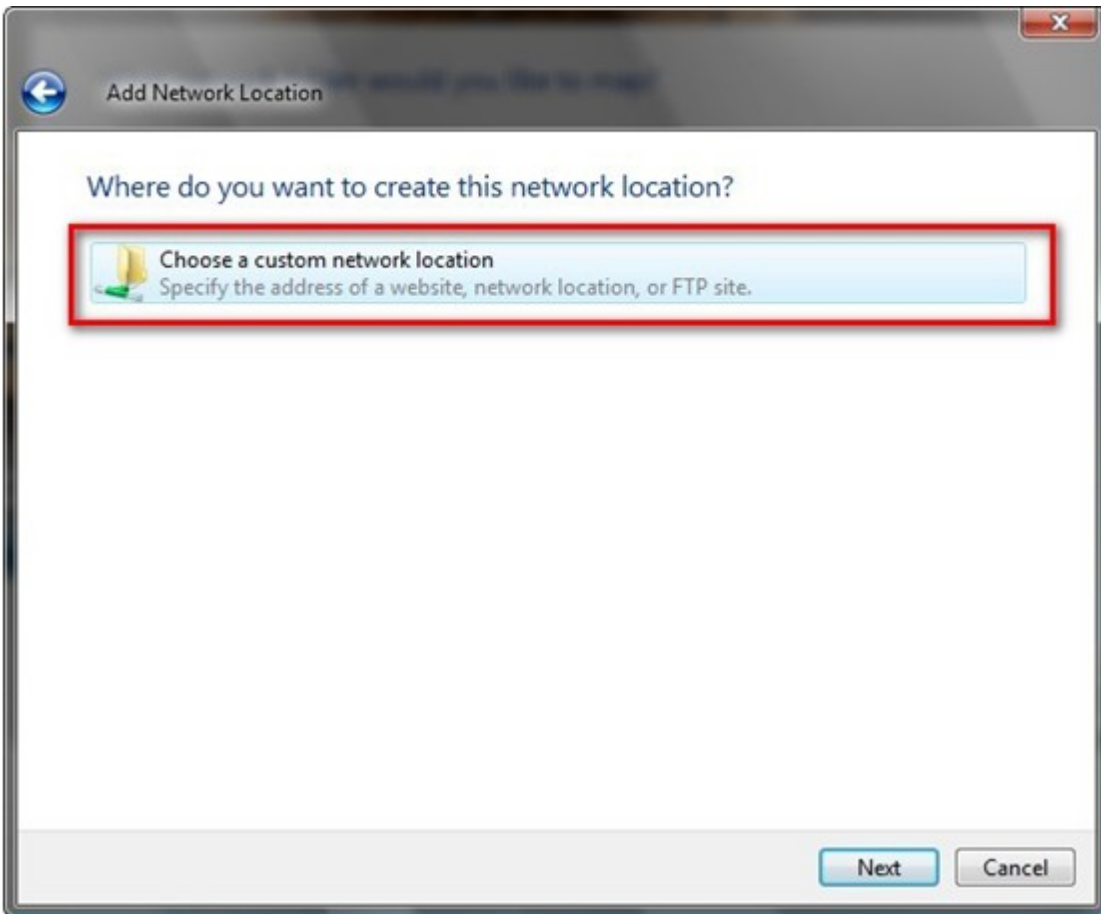 Add Network Location
Where do you want to create this network location?
Choose a custom network location
Specify the address of a website, network location, or FTP site.
Next
Cancel